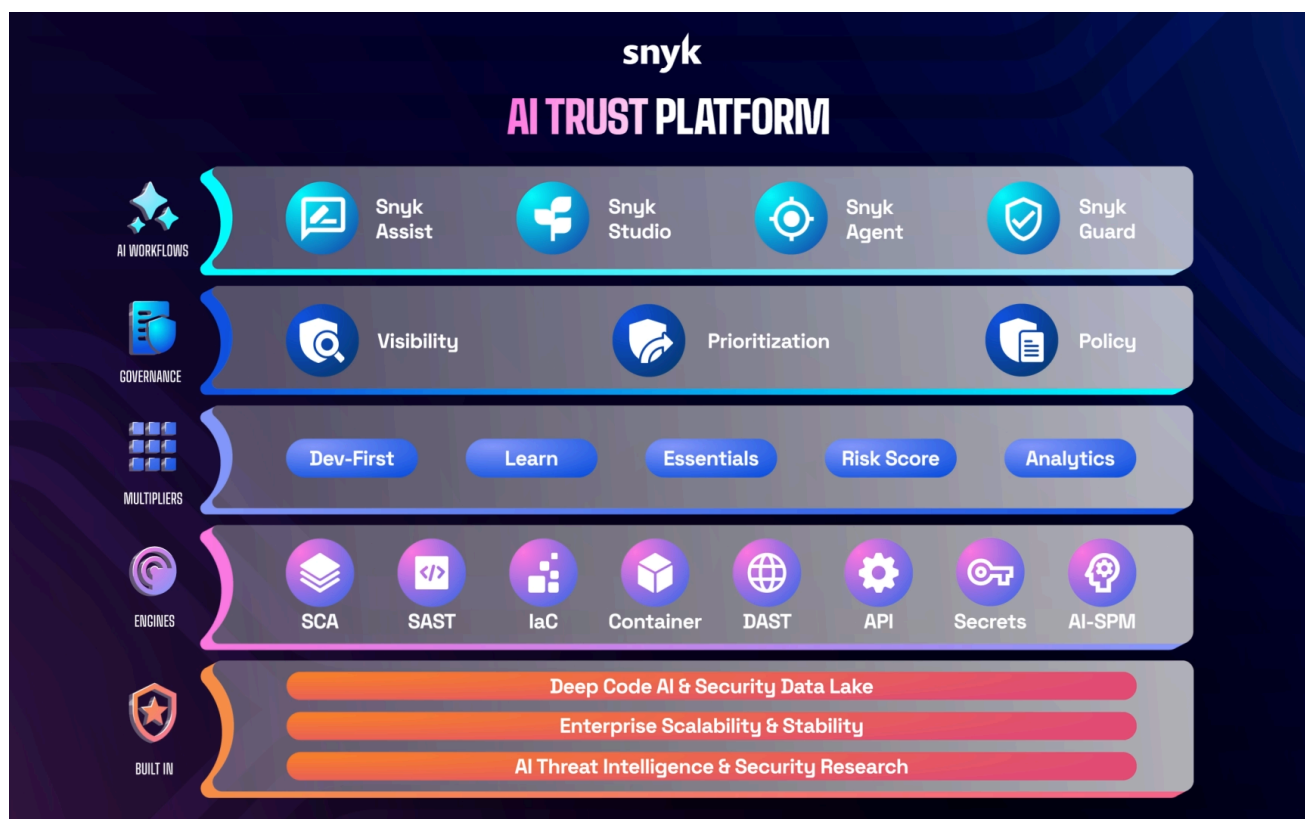 snyk
AI TRUST PLATFORM
AI WORKFLOWS
Snyk
Assist
Snyk
Studio
Snyk
Agent
Snyk
Guard
GOVERNANCE
Visibility
Prioritization
Policy
MULTIPLIERS
Dev-First
Learn
Essentials
Risk Score
Analytics
ENGINES
</>
SCA
SAST
IaC
Container
DAST
API
Secrets
AI-SPM
BUILT IN
Deep Code AI & Security Data Lake
Enterprise Scalability & Stability
AI Threat Intelligence & Security Research